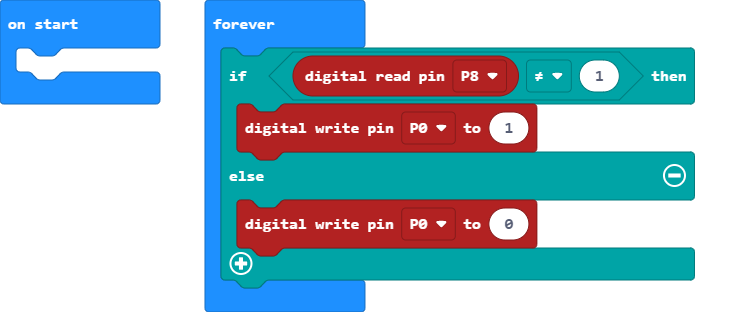 on start
forever
if digital read pin P8 ≠ 1 then
digital write pin P0 to 1
else
digital write pin P0 to 0